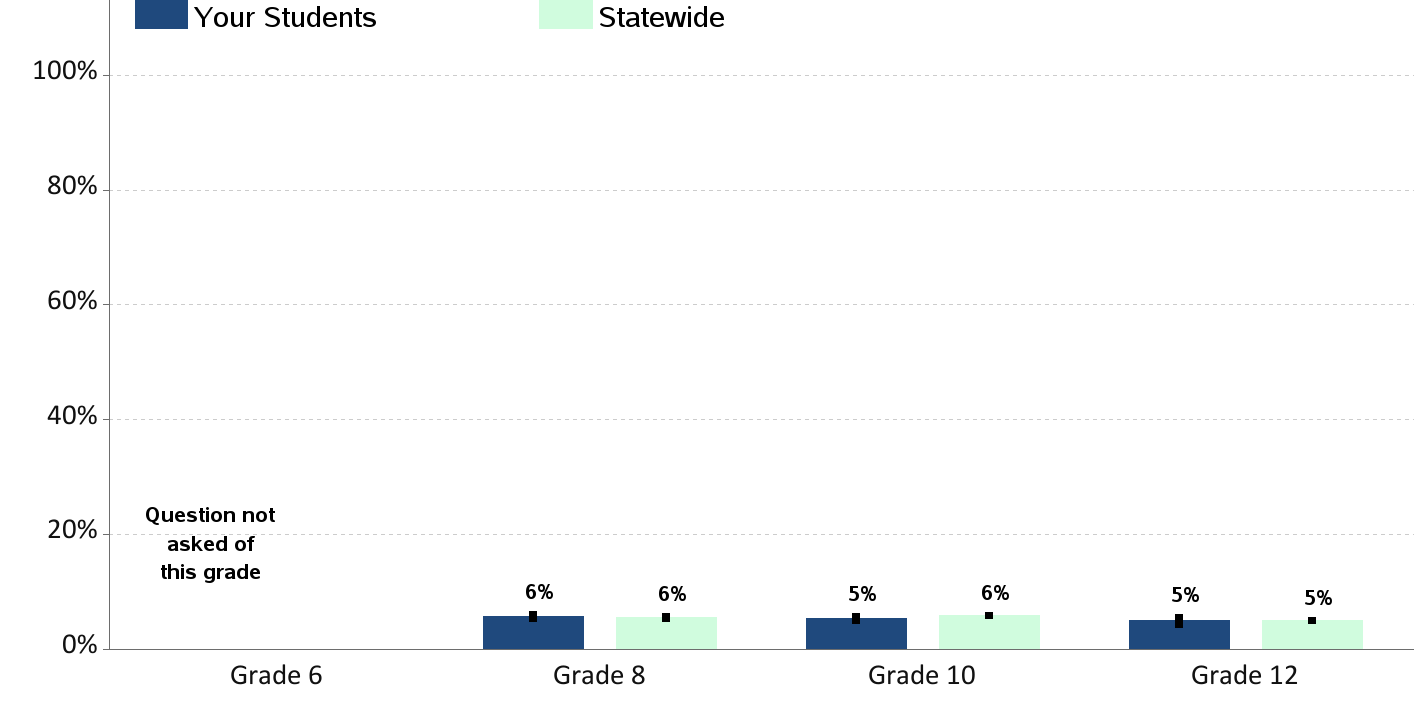 Your Students Statewide
100%
80%
60%
40%
20%
0%
Question not
asked of
this grade
6% 6% 5% 6% 5% 5%
Grade 6 Grade 8 Grade 10 Grade 12